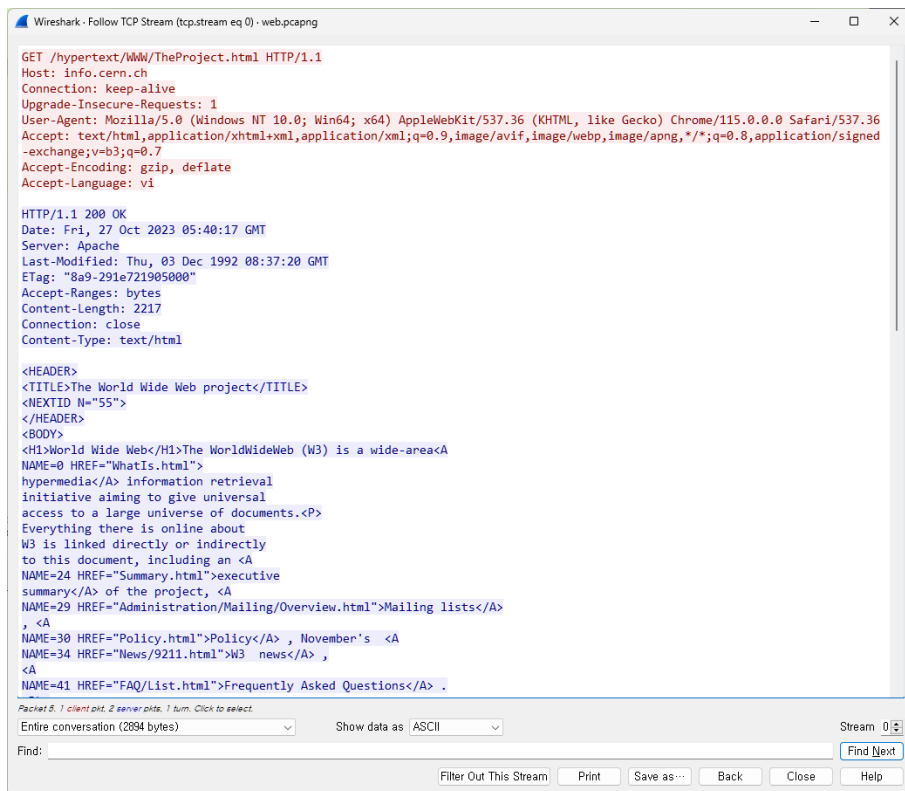 Wireshark · Follow TCP Stream (tcp.stream eq 0) · web.pcapng
GET /hypertext/WWW/TheProject.html HTTP/1.1
Host: info.cern.ch
Connection: keep-alive
Upgrade-Insecure-Requests: 1
User-Agent: Mozilla/5.0 (Windows NT 10.0; Win64; x64) AppleWebKit/537.36 (KHTML, like Gecko) Chrome/115.0.0.0 Safari/537.36
Accept: text/html,application/xhtml+xml,application/xml;q=0.9,image/avif,image/webp,image/apng,*/*;q=0.8,application/signed
-exchange;v=b3;q=0.7
Accept-Encoding: gzip, deflate
Accept-Language: vi
HTTP/1.1 200 OK
Date: Fri, 27 Oct 2023 05:40:17 GMT
Server: Apache
Last-Modified: Thu, 03 Dec 1992 08:37:20 GMT
ETag: "8a9-291e721905000"
Accept-Ranges: bytes
Content-Length: 2217
Connection: close
Content-Type: text/html
<HEADER>
<TITLE>The World Wide Web project</TITLE>
<NEXTID N="55">
</HEADER>
<BODY>
<H1>World Wide Web</H1>The WorldWideWeb (W3) is a wide-area<A
NAME=0 HREF="WhatIs.html">
hypermedia</A> information retrieval
initiative aiming to give universal
access to a large universe of documents.<P>
Everything there is online about
W3 is linked directly or indirectly
to this document, including an <A
NAME=24 HREF="Summary.html">executive
summary</A> of the project, <A
NAME=29 HREF="Administration/Mailing/Overview.html">Mailing lists</A>
, <A
NAME=30 HREF="Policy.html">Policy</A> , November's  <A
NAME=34 HREF="News/9211.html">W3  news</A> ,
<A
NAME=41 HREF="FAQ/List.html">Frequently Asked Questions</A> .
Packet 5. 1 client pkt, 2 server pkts, 1 turn. Click to select.
Entire conversation (2894 bytes) Show data as ASCII Stream 0
Find: Find Next
Filter Out This Stream Print Save as… Back Close Help